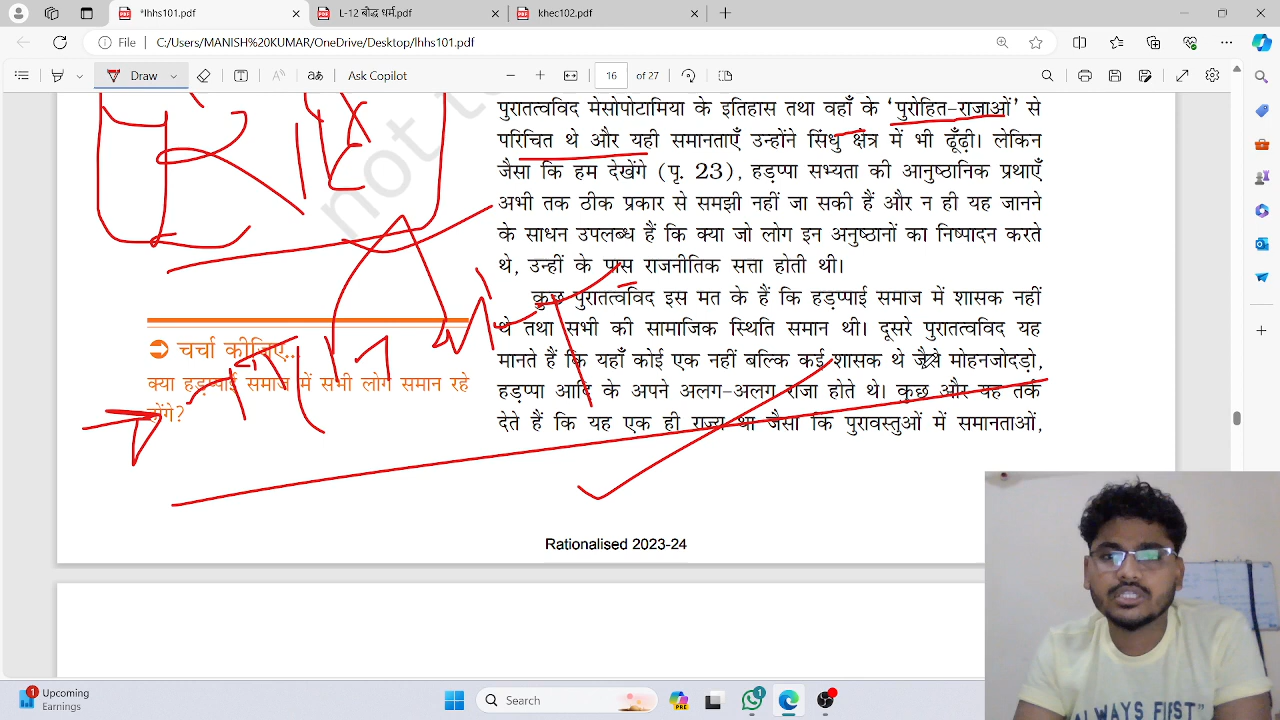 *lhhs101.pdf
L-12 बौद्ध धर्म.pdf
khec102.pdf
File
C:/Users/MANISH%20KUMAR/OneDrive/Desktop/lhhs101.pdf
Draw
Ask Copilot
16 of 27
पुरातत्वविद मेसोपोटामिया के इतिहास तथा वहाँ के ‘पुरोहित-राजाओं’ से
परिचित थे और यही समानताएँ उन्होंने सिंधु क्षेत्र में भी ढूँढ़ी। लेकिन
जैसा कि हम देखेंगे (पृ. 23), हड़प्पा सभ्यता की आनुष्ठानिक प्रथाएँ
अभी तक ठीक प्रकार से समझी नहीं जा सकी हैं और न ही यह जानने
के साधन उपलब्ध हैं कि क्या जो लोग इन अनुष्ठानों का निष्पादन करते
थे, उन्हीं के पास राजनीतिक सत्ता होती थी।
कुछ पुरातत्वविद इस मत के हैं कि हड़प्पाई समाज में शासक नहीं
थे तथा सभी की सामाजिक स्थिति समान थी। दूसरे पुरातत्वविद यह
मानते हैं कि यहाँ कोई एक नहीं बल्कि कई शासक थे जैसे मोहनजोदड़ो,
हड़प्पा आदि के अपने अलग-अलग राजा होते थे। कुछ और यह तर्क
देते हैं कि यह एक ही राज्य था जैसा कि पुरावस्तुओं में समानताओं,
चर्चा कीजिए...
क्या हड़प्पाई समाज में सभी लोग समान रहे
होंगे?
not
Rationalised 2023-24
ALWAYS FIRST"
1
Upcoming
Earnings
Search
PRE
1